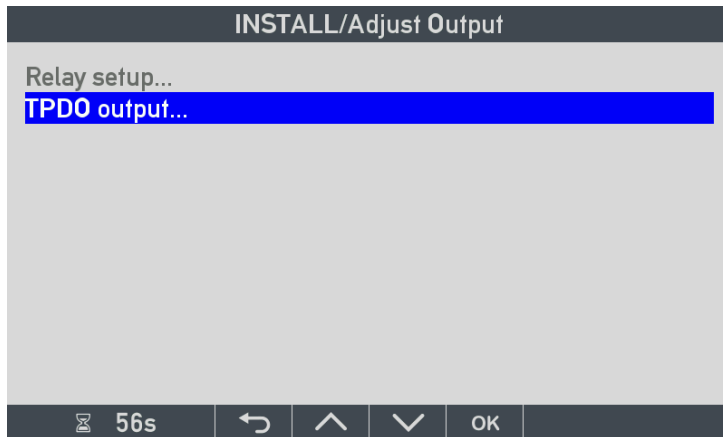 INSTALL/Adjust Output
Relay setup...
TPDO output...
56s
OK